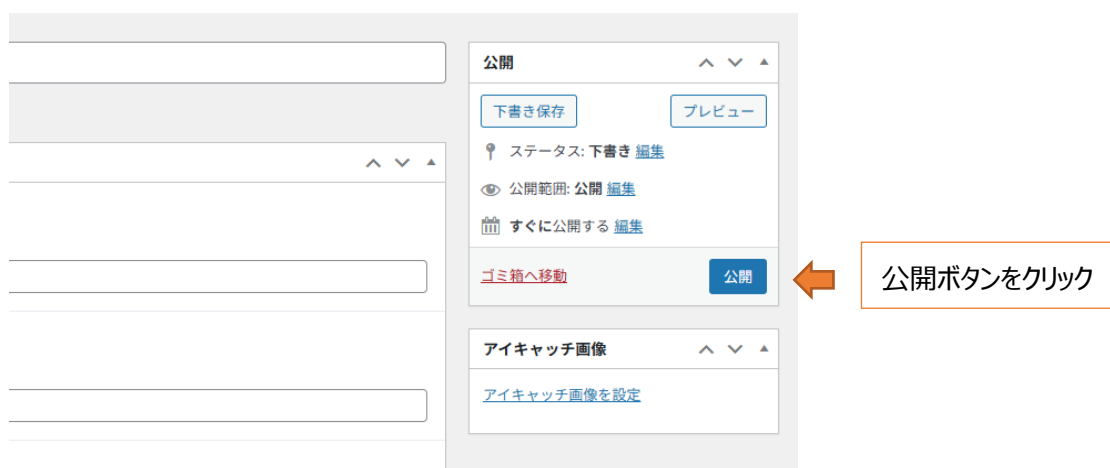 公開
下書き保存 プレビュー
ステータス: 下書き 編集
公開範囲: 公開 編集
すぐに公開する 編集
ゴミ箱へ移動 公開
公開ボタンをクリック
アイキャッチ画像
アイキャッチ画像を設定